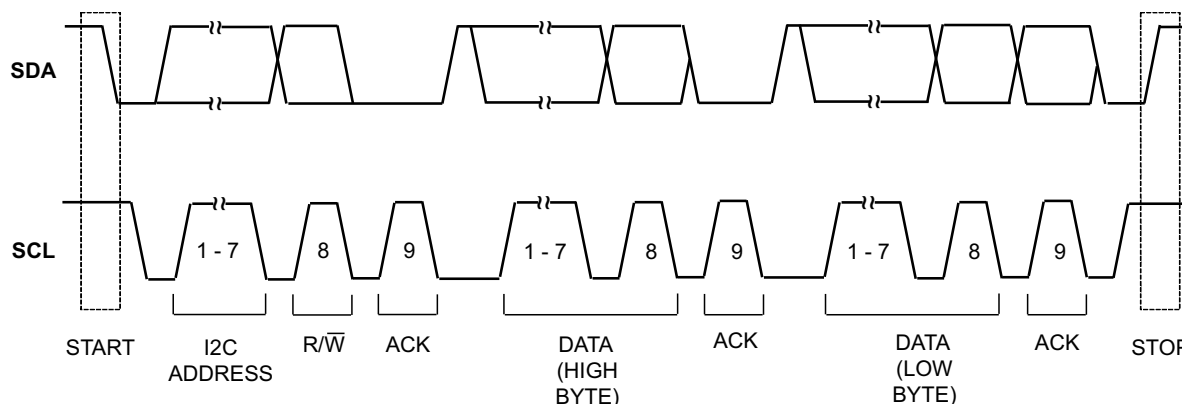 SDA
SCL
1 - 7
8
9
1 - 7
8
9
1 - 7
8
9
START
I2C
ADDRESS
R/W̅
ACK
DATA
(HIGH
BYTE)
ACK
DATA
(LOW
BYTE)
ACK
STOP